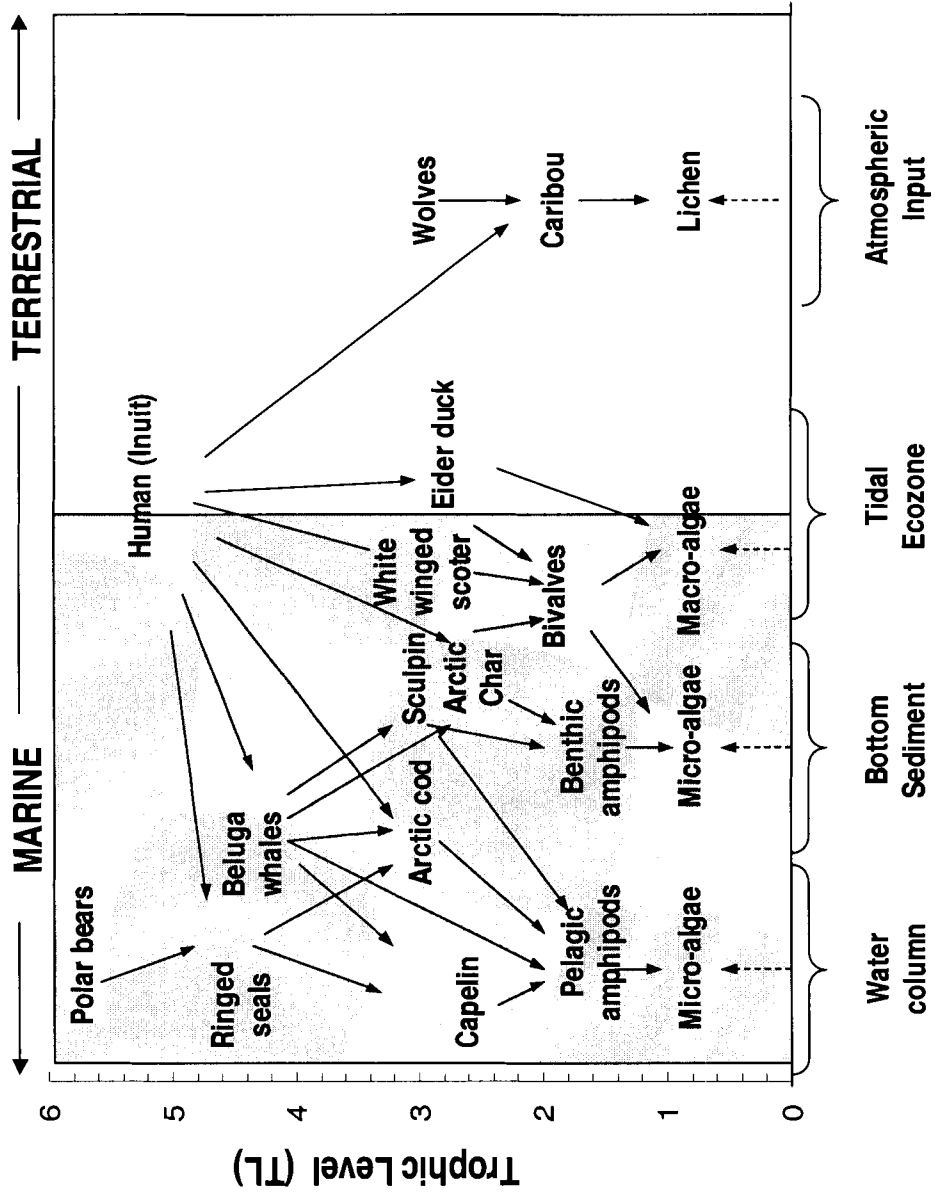 MARINE
TERRESTRIAL
Trophic Level (TL)
6
5
4
3
2
1
0
Polar bears
Human (Inuit)
Ringed
seals
Beluga
whales
Wolves
Capelin
Arctic cod
Sculpin
Arctic
Char
White
winged
scoter
Eider duck
Caribou
Pelagic
amphipods
Benthic
amphipods
Bivalves
Micro-algae
Micro-algae
Macro-algae
Lichen
Water
column
Bottom
Sediment
Tidal
Ecozone
Atmospheric
Input